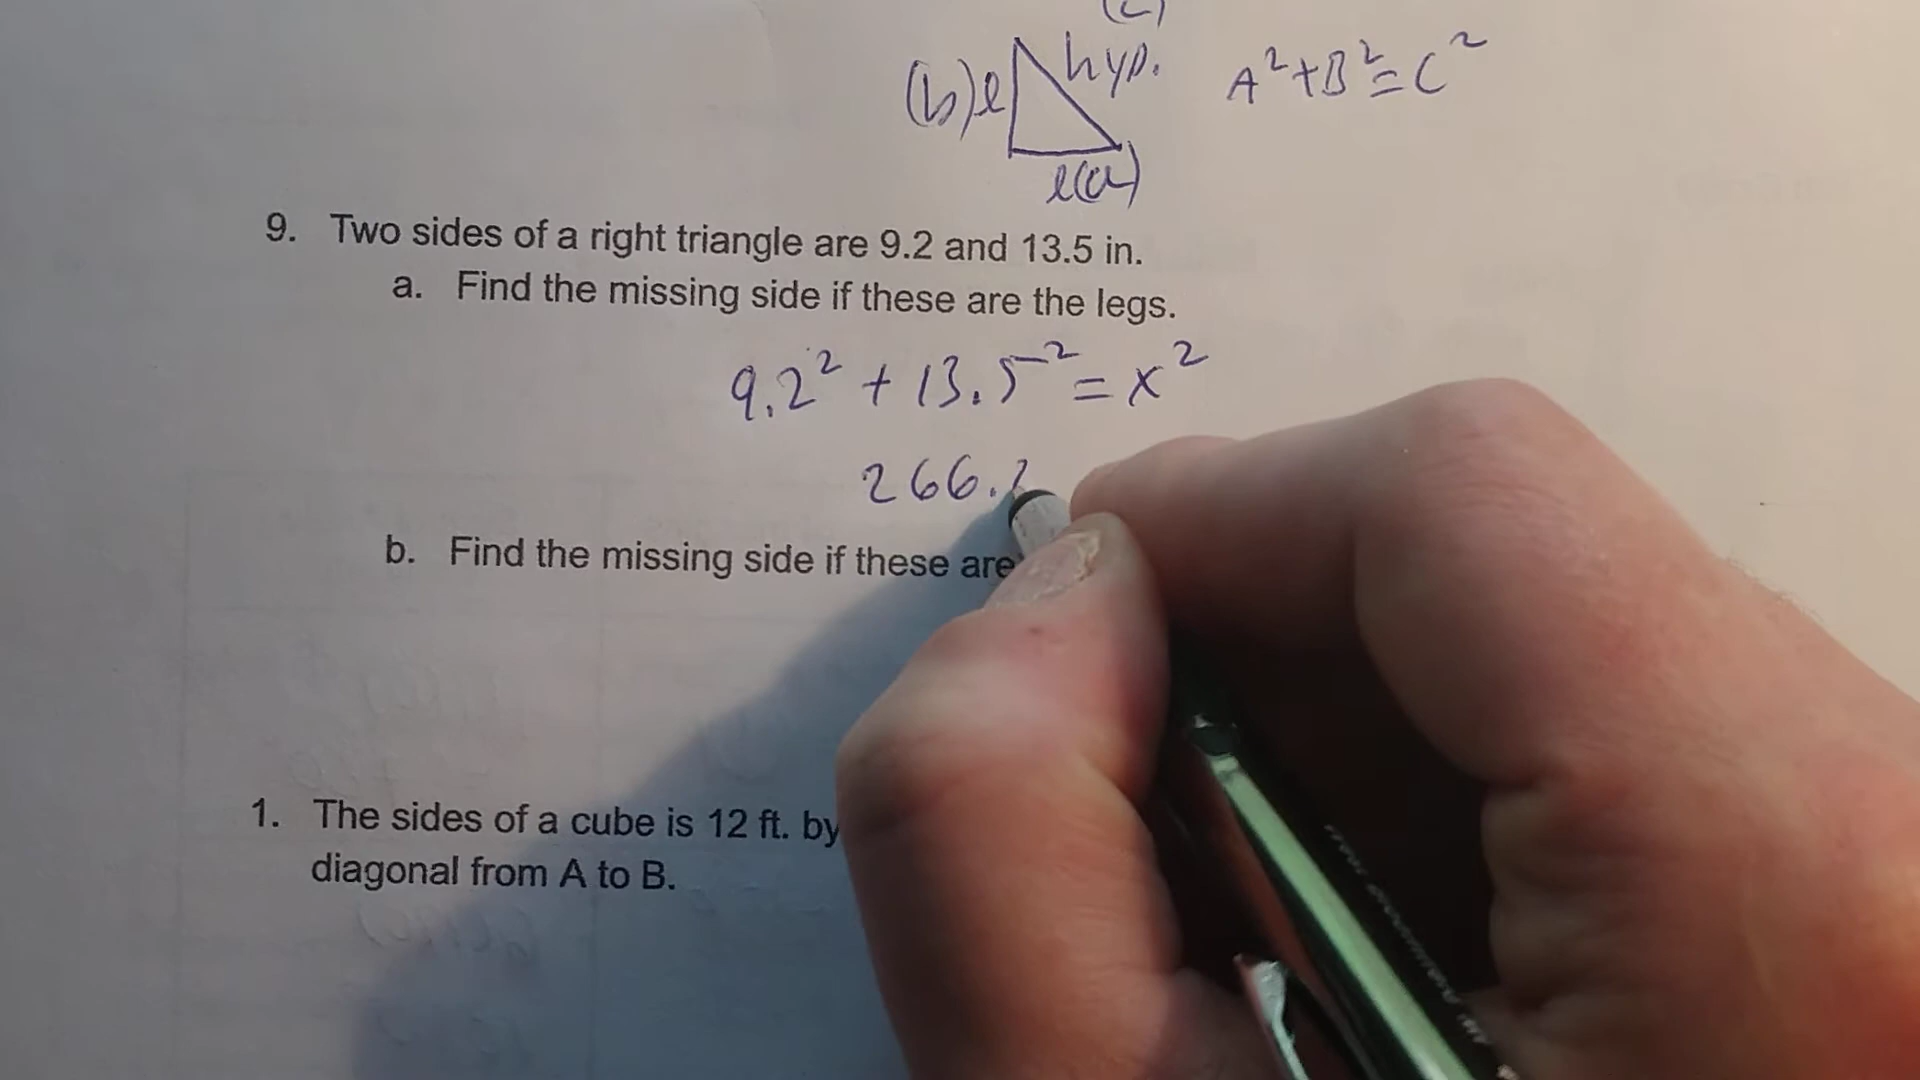 (c)
hyp.
(b) l
A²+B²=C²
l(a)
9. Two sides of a right triangle are 9.2 and 13.5 in.
a. Find the missing side if these are the legs.
9.2² + 13.5² = x²
266.
b. Find the missing side if these are
1. The sides of a cube is 12 ft. by
diagonal from A to B.